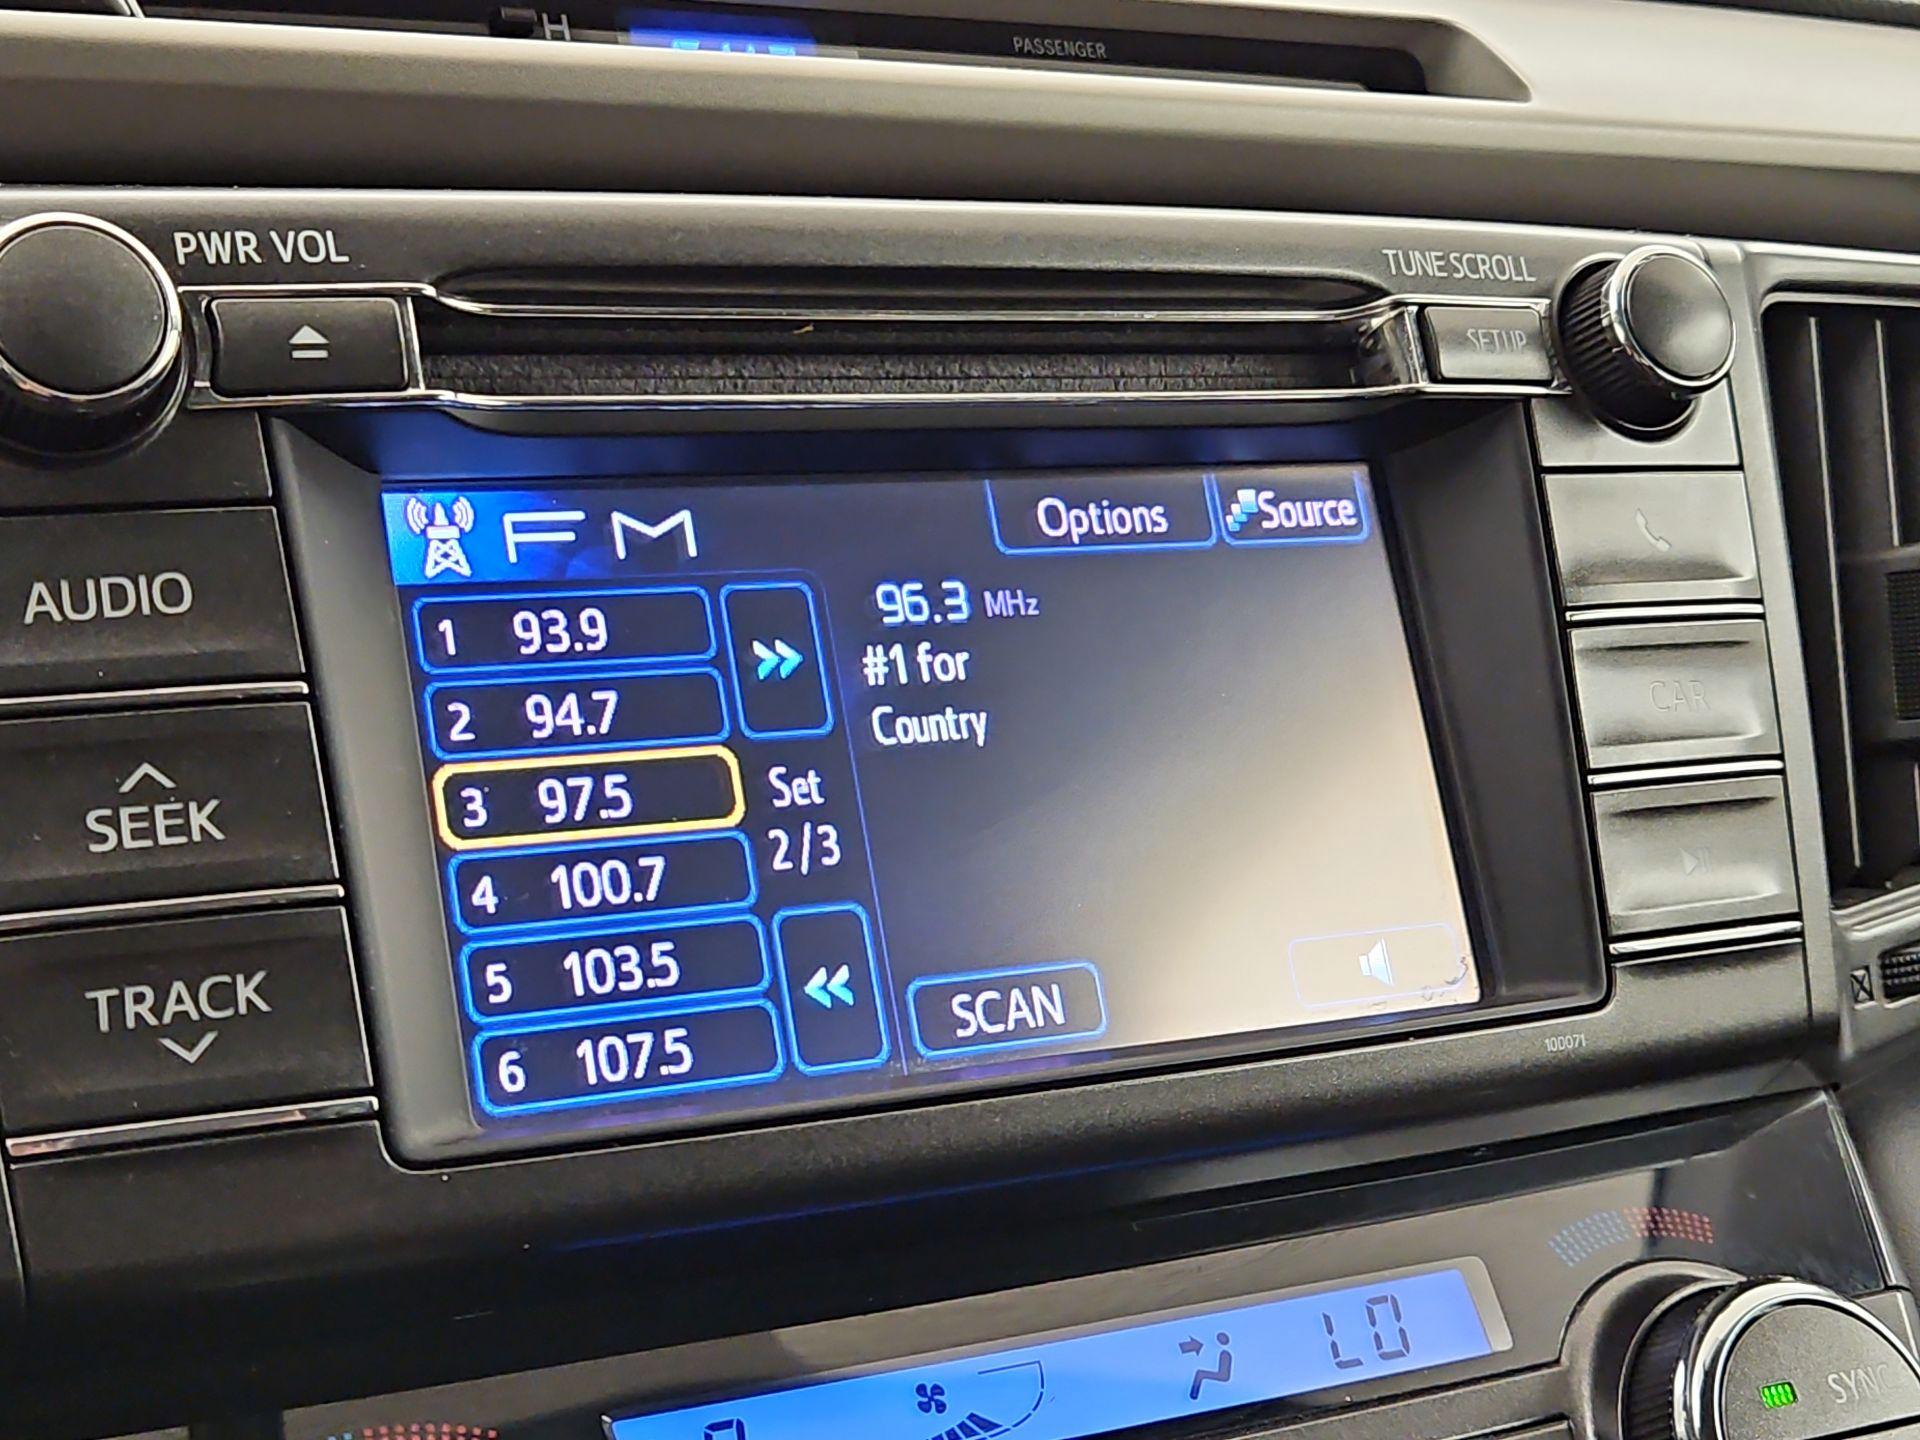 H
PASSENGER
PWR VOL
TUNE SCROLL
SETUP
FM
Options
Source
AUDIO
1 93.9
96.3 MHz
#1 for
2 94.7
Country
CAR
3 97.5
Set
2/3
SEEK
4 100.7
5 103.5
TRACK
SCAN
6 107.5
10D071
LO
SYNC